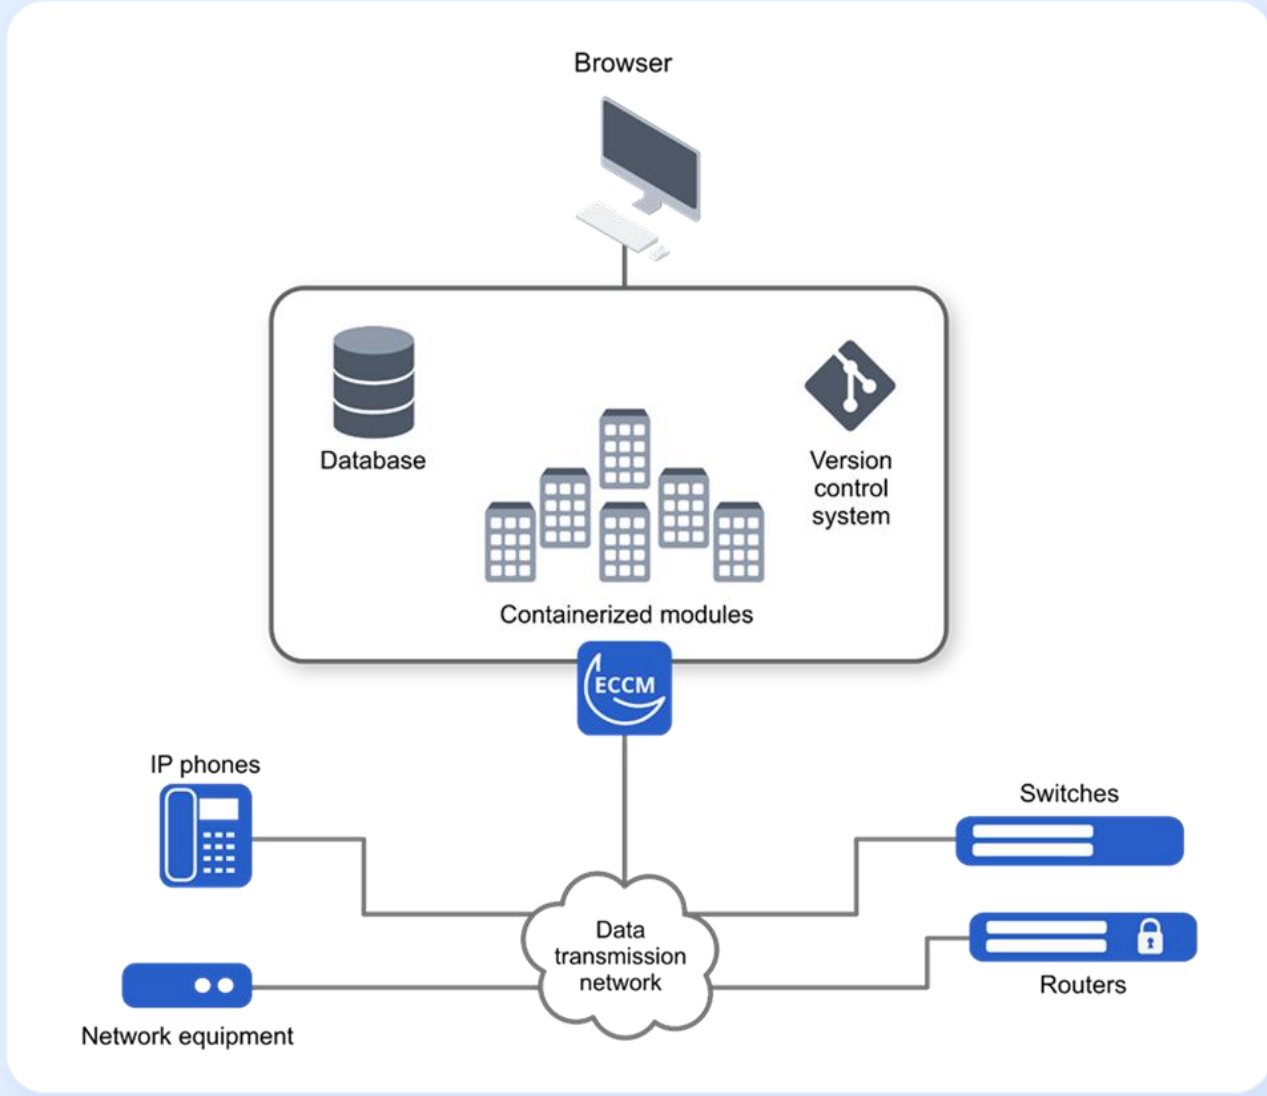 Browser
Database
Version
control
system
Containerized modules
ECCM
IP phones
Switches
Data
transmission
network
Routers
Network equipment